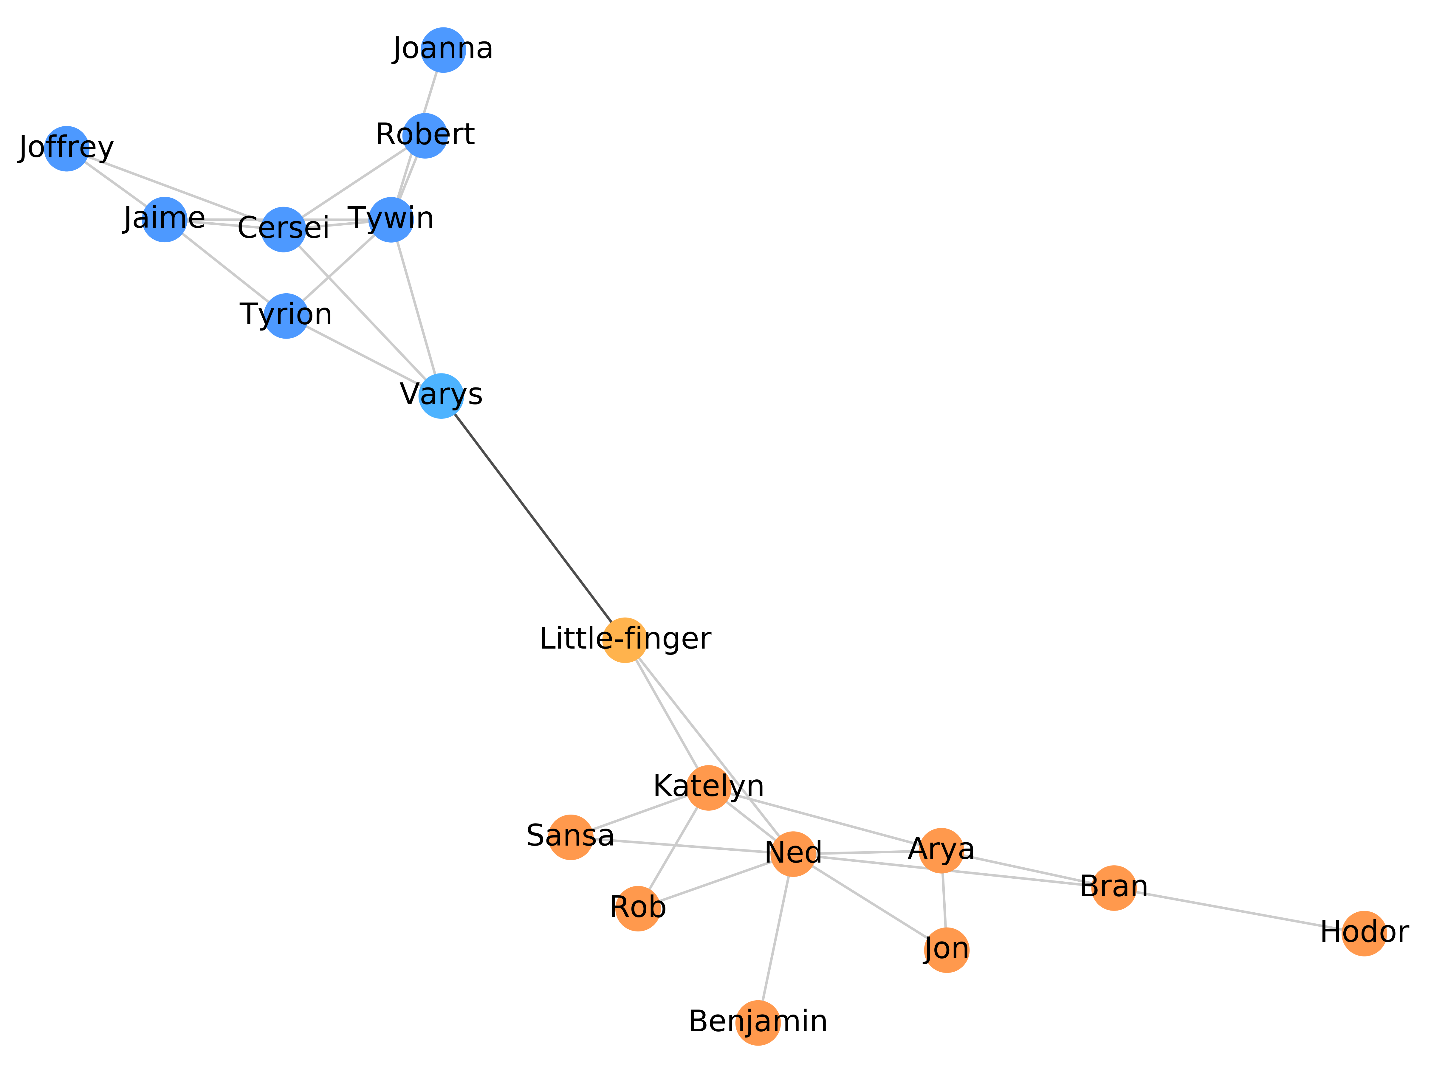 Joanna
Robert
Joffrey
Jaime
Cersei
Tywin
Tyrion
Varys
Little-finger
Katelyn
Sansa
Ned
Arya
Bran
Rob
Hodor
Jon
Benjamin